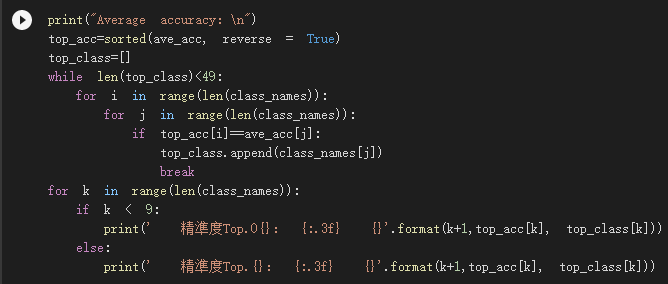 print("Average accuracy: \n")
top_acc=sorted(ave_acc, reverse = True)
top_class=[]
while len(top_class)<49:
    for i in range(len(class_names)):
        for j in range(len(class_names)):
            if top_acc[i]==ave_acc[j]:
                top_class.append(class_names[j])
                break
for k in range(len(class_names)):
    if k < 9:
        print('    精準度Top.0{}:  {:.3f}    {}'.format(k+1,top_acc[k], top_class[k]))
    else:
        print('    精準度Top.{}:  {:.3f}    {}'.format(k+1,top_acc[k], top_class[k]))